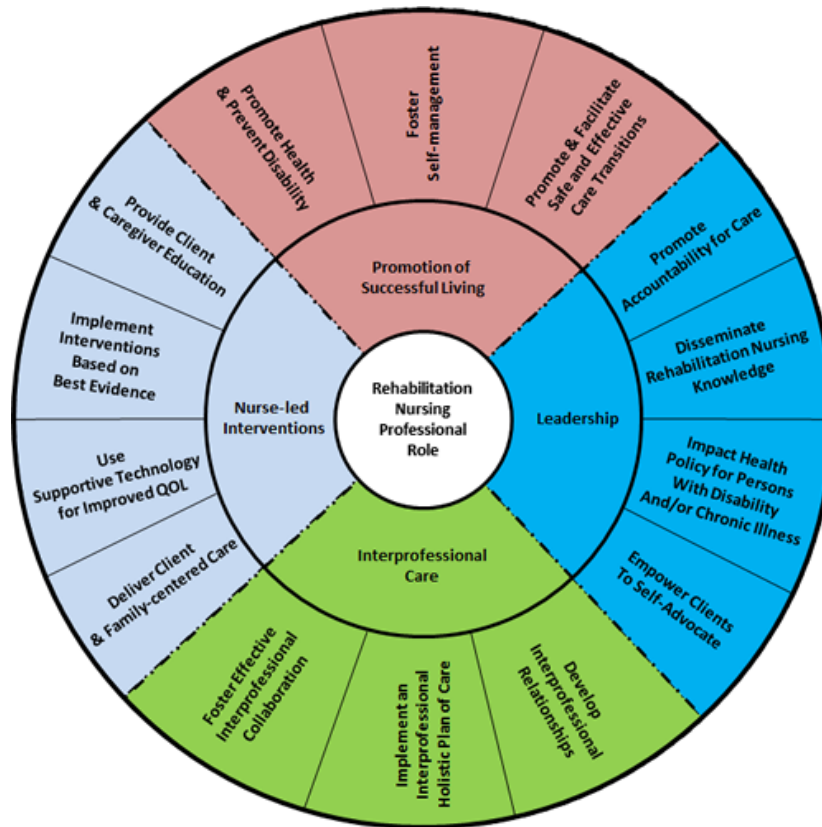 Promote Health
& Prevent Disability
Foster
Self-management
Promote & Facilitate
Safe and Effective
Care Transitions
Promote
Accountability for Care
Disseminate
Rehabilitation Nursing
Knowledge
Impact Health
Policy for Persons
With Disability
And/or Chronic Illness
Empower Clients
To Self-Advocate
Develop
Interprofessional
Relationships
Implement an
Interprofessional
Holistic Plan of Care
Foster Effective
Interprofessional
Collaboration
Deliver Client
& Family-centered Care
Use
Supportive Technology
for Improved QOL
Implement
Interventions
Based on
Best Evidence
Provide Client
& Caregiver Education
Promotion of
Successful Living
Leadership
Interprofessional
Care
Nurse-led
Interventions
Rehabilitation
Nursing
Professional
Role